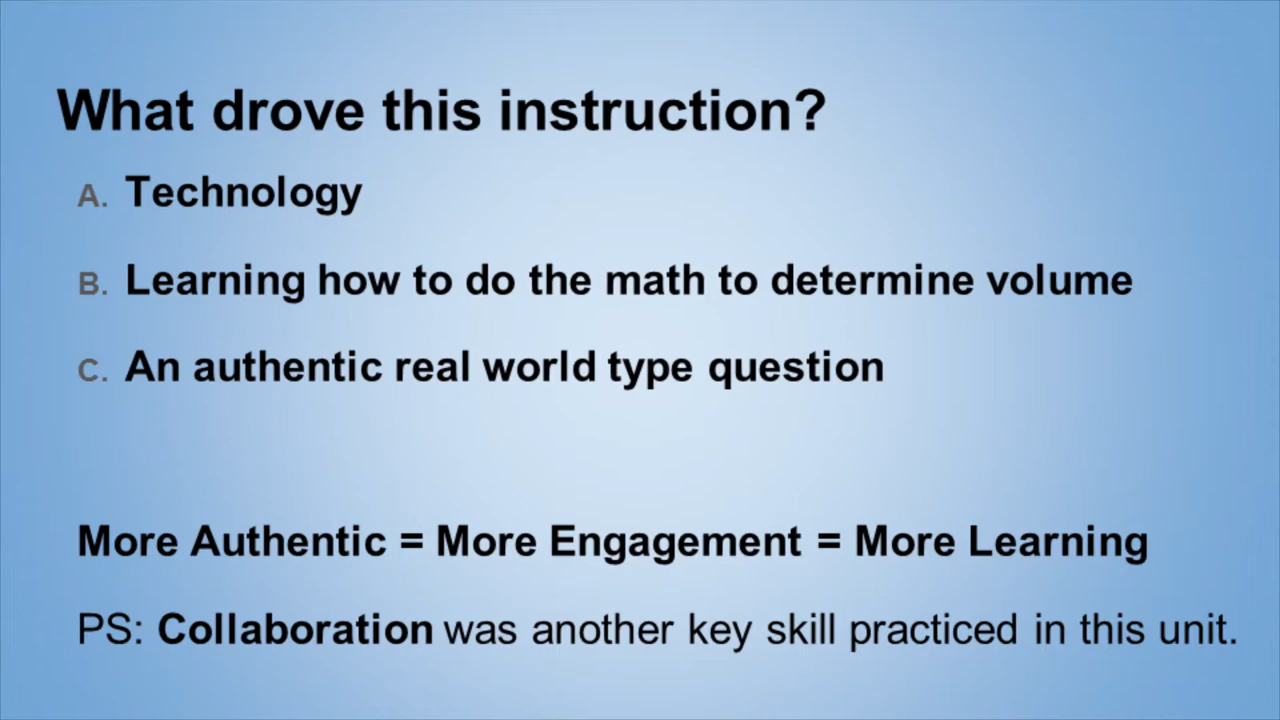 What drove this instruction?
A. Technology
B. Learning how to do the math to determine volume
C. An authentic real world type question
More Authentic = More Engagement = More Learning
PS: Collaboration was another key skill practiced in this unit.